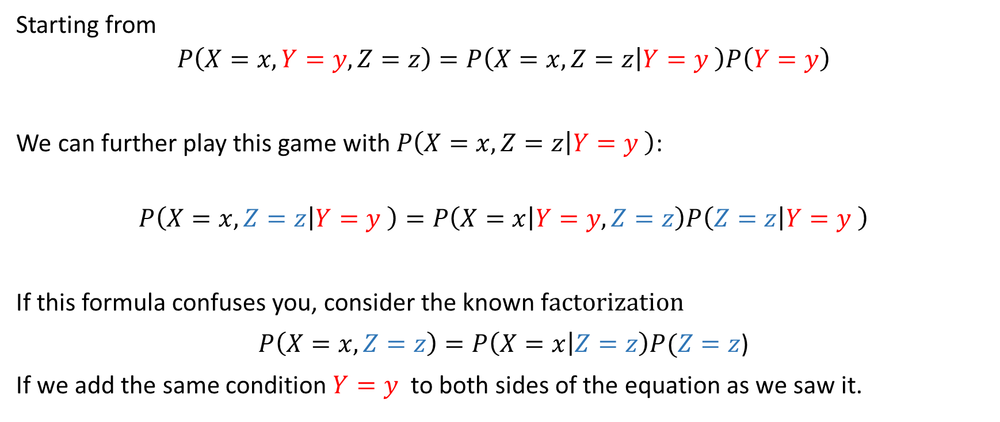 Starting from
P(X = x, Y = y, Z = z) = P(X = x, Z = z|Y = y )P(Y = y)
We can further play this game with P(X = x, Z = z|Y = y ):
P(X = x, Z = z|Y = y ) = P(X = x|Y = y, Z = z)P(Z = z|Y = y )
If this formula confuses you, consider the known factorization
P(X = x, Z = z) = P(X = x|Z = z)P(Z = z)
If we add the same condition Y = y to both sides of the equation as we saw it.